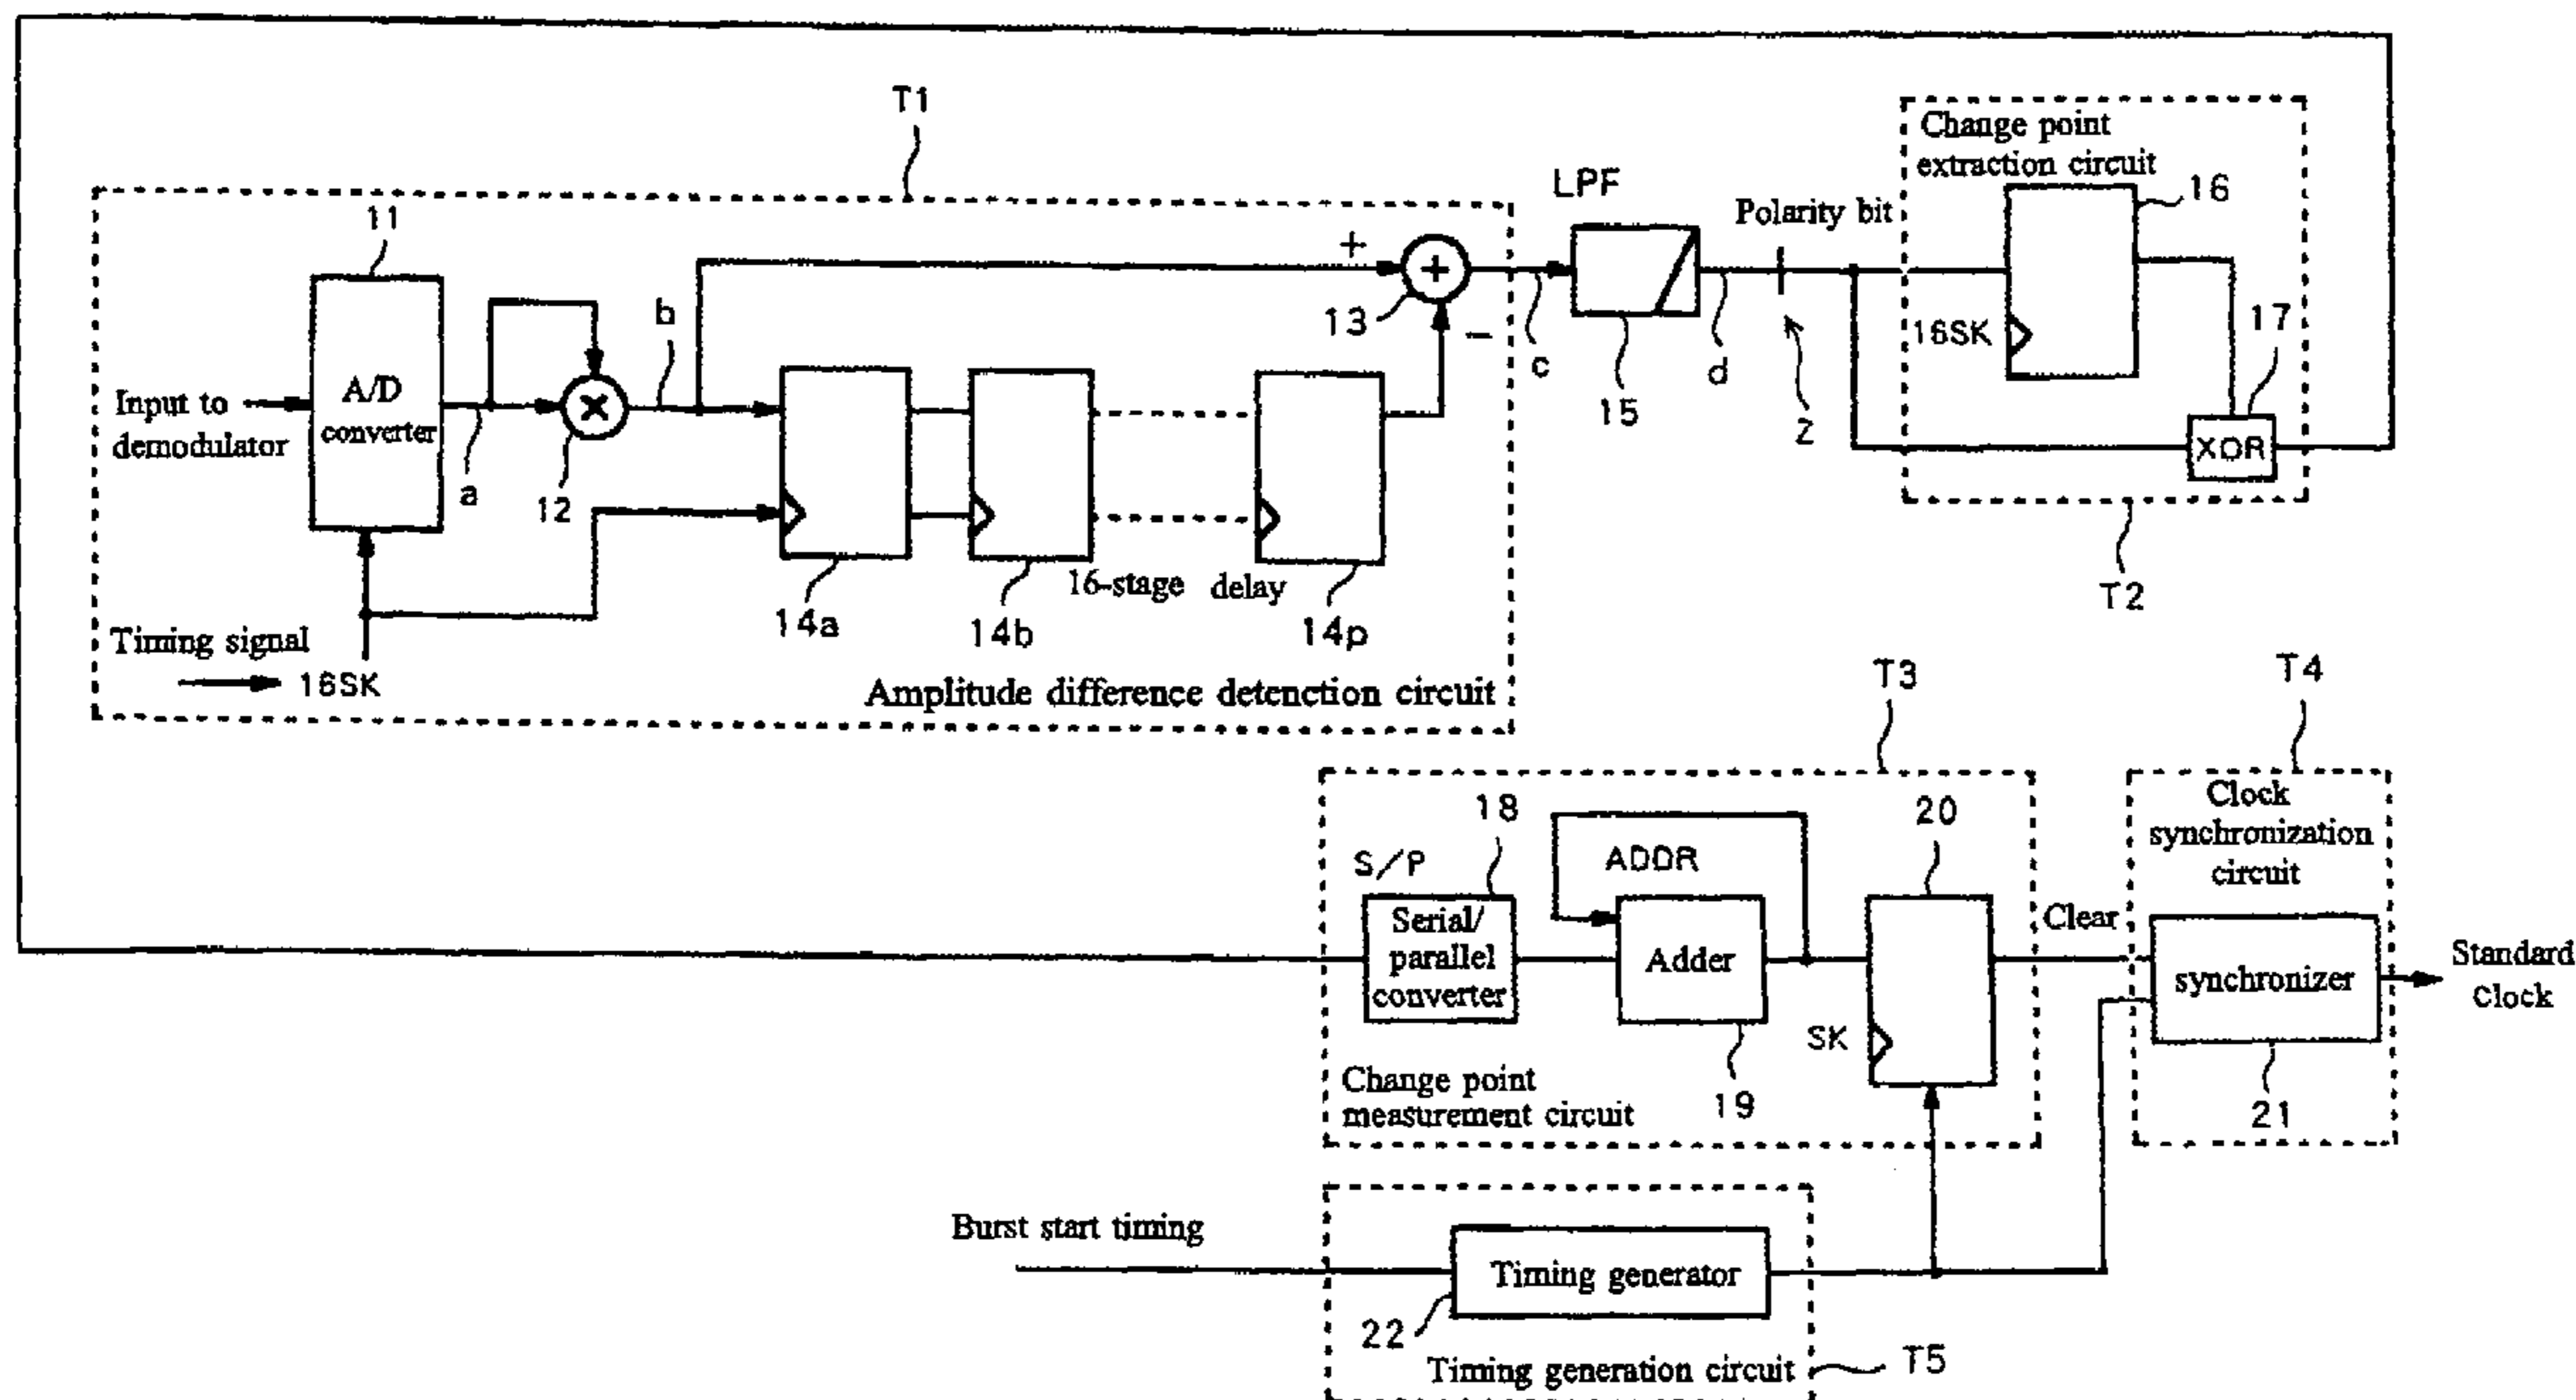 T1
Change point
extraction circuit
16
11
LPF
Polarity bit
+
+
13
b
16SK
17
A/D
converter
Input to
demodulator
×
−
c
15
d
2
XOR
a
12
16-stage delay
14a
14b
14p
T2
Timing signal
16SK
Amplitude difference detenction circuit
T3
T4
18
20
Clock
synchronization
circuit
S/P
ADDR
Serial/
parallel
converter
Adder
Clear
synchronizer
Standard
Clock
SK
Change point
measurement circuit
19
21
Burst start timing
Timing generator
22
Timing generation circuit
T5